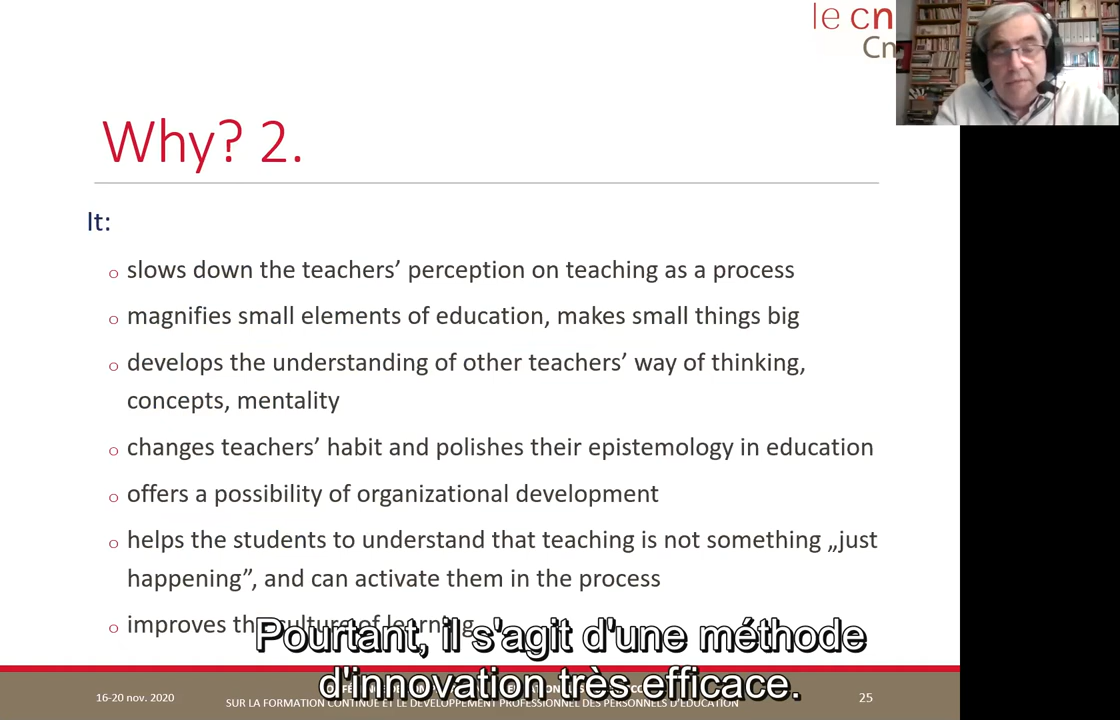 le cn
Cn
Why? 2.
It:
slows down the teachers’ perception on teaching as a process
magnifies small elements of education, makes small things big
develops the understanding of other teachers’ way of thinking,
concepts, mentality
changes teachers’ habit and polishes their epistemology in education
offers a possibility of organizational development
helps the students to understand that teaching is not something „just
happening”, and can activate them in the process
improves the culture of learning
Pourtant, il s'agit d'une méthode
d'innovation très efficace.
16-20 nov. 2020
SUR LA FORMATION CONTINUE ET LE DÉVELOPPEMENT PROFESSIONNEL DES PERSONNELS D'ÉDUCATION
25